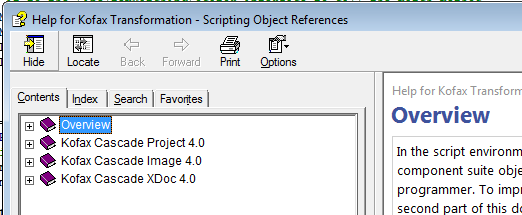 Help for Kofax Transformation - Scripting Object References
Hide Locate Back Forward Print Options
Contents Index Search Favorites
Overview
Kofax Cascade Project 4.0
Kofax Cascade Image 4.0
Kofax Cascade XDoc 4.0
Help for Kofax Transform
Overview
In the script environm
component suite obje
programmer. To impr
second part of this do